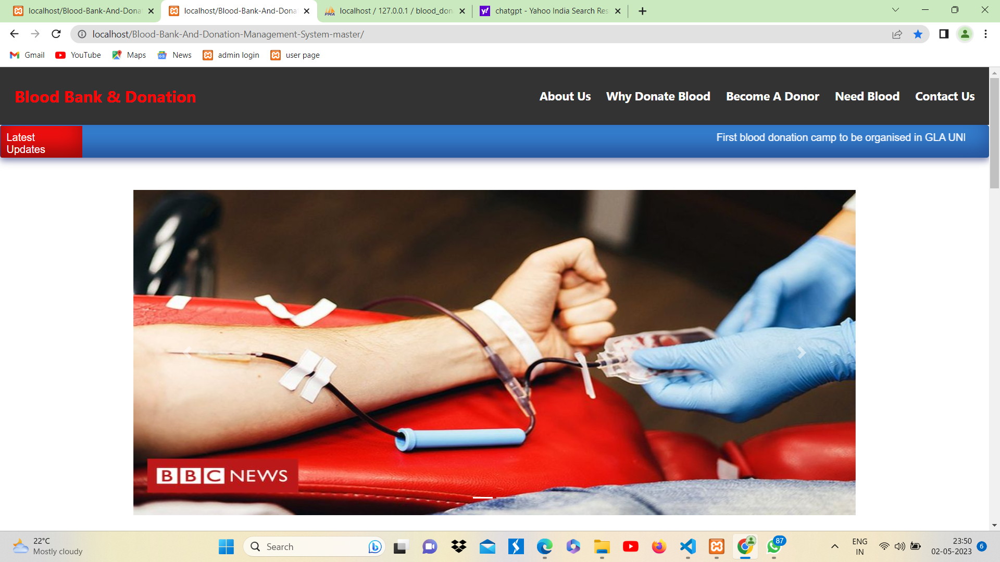 localhost/Blood-Bank-And-Dona
localhost/Blood-Bank-And-Dona
localhost / 127.0.0.1 / blood_don
chatgpt - Yahoo India Search Res
localhost/Blood-Bank-And-Donation-Management-System-master/
Gmail
YouTube
Maps
News
admin login
user page
Blood Bank & Donation
About Us
Why Donate Blood
Become A Donor
Need Blood
Contact Us
Latest
Updates
First blood donation camp to be organised in GLA UNI
BBC NEWS
22°C
Mostly cloudy
Search
87
ENG
IN
23:50
02-05-2023
6